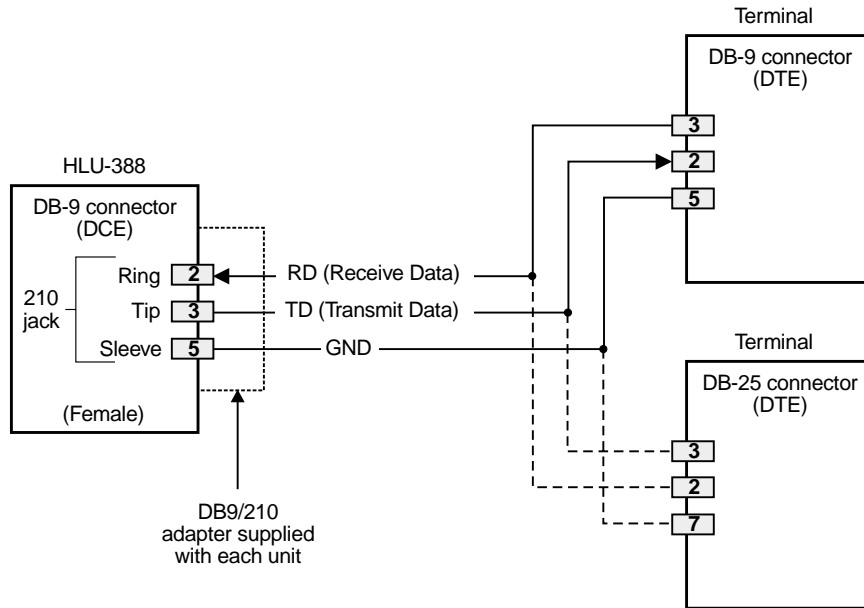 Terminal
DB-9 connector
(DTE)
3
2
5
HLU-388
DB-9 connector
(DCE)
210
jack
Ring
2
RD (Receive Data)
Tip
3
TD (Transmit Data)
Sleeve
5
GND
(Female)
DB9/210
adapter supplied
with each unit
Terminal
DB-25 connector
(DTE)
3
2
7